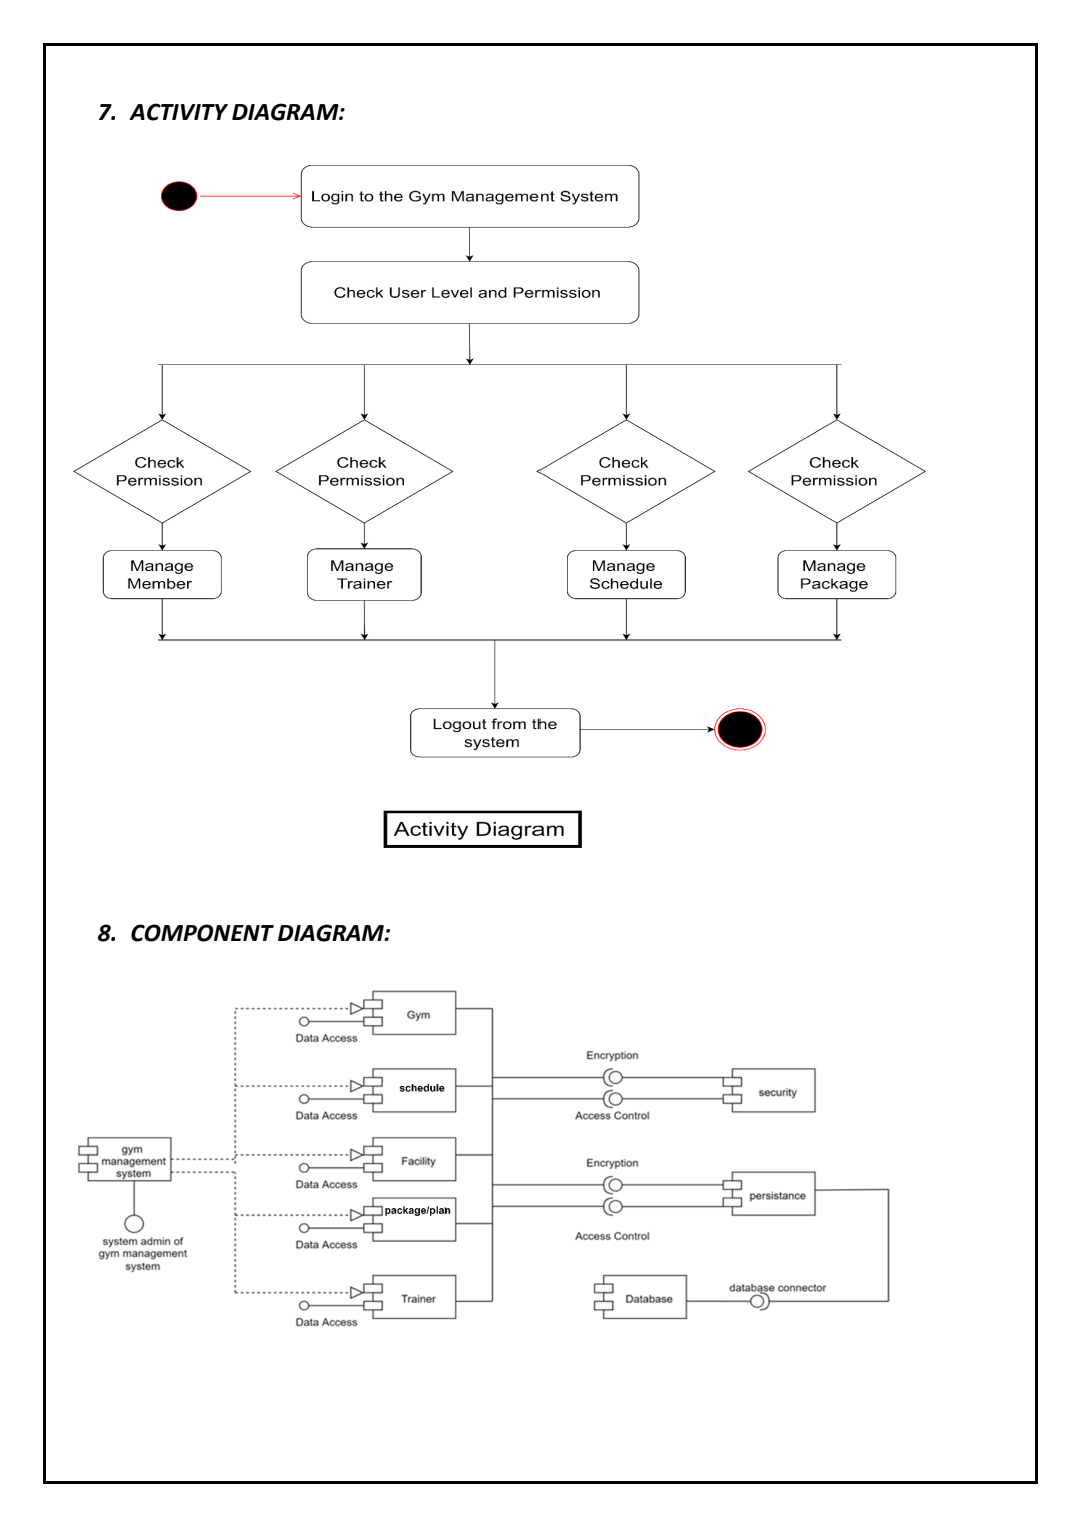 7. ACTIVITY DIAGRAM:
Login to the Gym Management System
Check User Level and Permission
Check
Permission
Check
Permission
Check
Permission
Check
Permission
Manage
Member
Manage
Trainer
Manage
Schedule
Manage
Package
Logout from the
system
Activity Diagram
8. COMPONENT DIAGRAM:
Gym
Data Access
schedule
Data Access
Facility
Data Access
package/plan
Data Access
Trainer
Data Access
gym
management
system
system admin of
gym management
system
Encryption
Access Control
security
Encryption
Access Control
persistance
database connector
Database